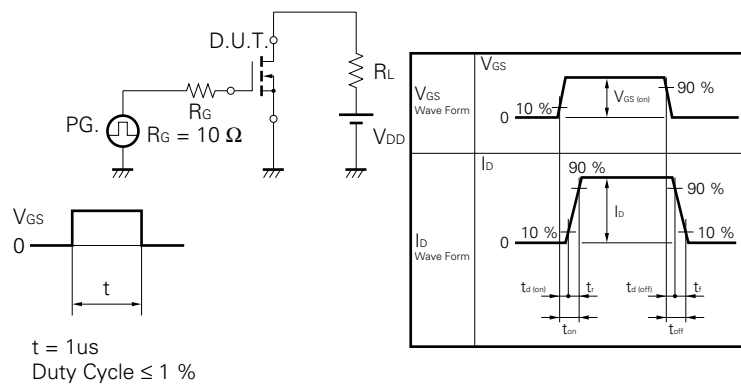 D.U.T.
RL
RG
PG.
RG = 10 Ω
VDD
VGS
0
t
t = 1us
Duty Cycle ≤ 1 %
VGS
VGS
Wave Form
10 %
VGS (on)
90 %
0
ID
90 %
90 %
ID
Wave Form
10 %
ID
10 %
0
td (on)
tr
td (off)
tf
ton
toff